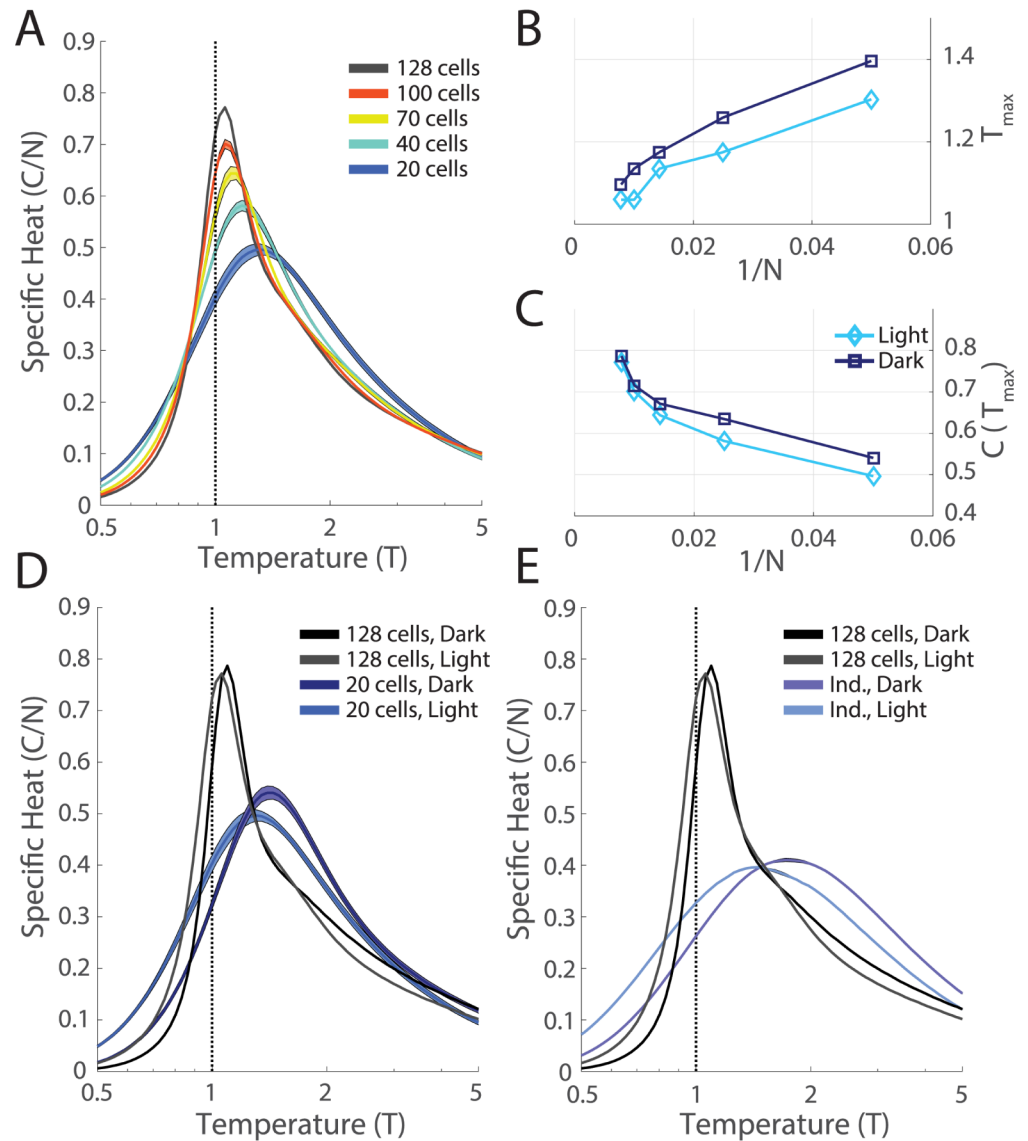 A
0.9
0.8
0.7
0.6
0.5
0.4
0.3
0.2
0.1
0
Specific Heat (C/N)
128 cells
100 cells
70 cells
40 cells
20 cells
0.5
1
2
5
Temperature (T)
B
1.4
1.2
1
T_max
0
0.02
0.04
0.06
1/N
C
Light
Dark
0.8
0.7
0.6
0.5
0.4
C (T_max)
0
0.02
0.04
0.06
1/N
D
0.9
0.8
0.7
0.6
0.5
0.4
0.3
0.2
0.1
0
Specific Heat (C/N)
128 cells, Dark
128 cells, Light
20 cells, Dark
20 cells, Light
0.5
1
2
5
Temperature (T)
E
0.9
0.8
0.7
0.6
0.5
0.4
0.3
0.2
0.1
0
Specific Heat (C/N)
128 cells, Dark
128 cells, Light
Ind., Dark
Ind., Light
0.5
1
2
5
Temperature (T)